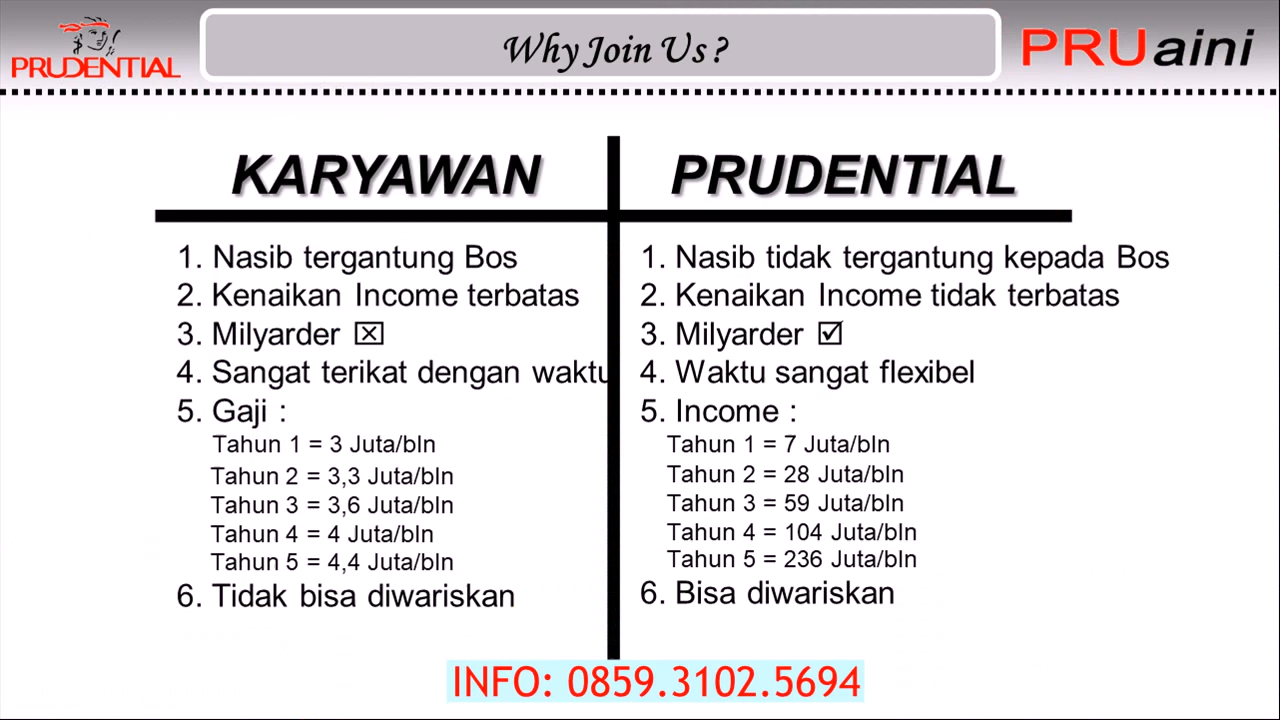 PRUDENTIAL
Why Join Us?
PRUaini
KARYAWAN
1. Nasib tergantung Bos
2. Kenaikan Income terbatas
3. Milyarder ☒
4. Sangat terikat dengan waktu
5. Gaji :
Tahun 1 = 3 Juta/bln
Tahun 2 = 3,3 Juta/bln
Tahun 3 = 3,6 Juta/bln
Tahun 4 = 4 Juta/bln
Tahun 5 = 4,4 Juta/bln
6. Tidak bisa diwariskan
PRUDENTIAL
1. Nasib tidak tergantung kepada Bos
2. Kenaikan Income tidak terbatas
3. Milyarder ☑
4. Waktu sangat flexibel
5. Income :
Tahun 1 = 7 Juta/bln
Tahun 2 = 28 Juta/bln
Tahun 3 = 59 Juta/bln
Tahun 4 = 104 Juta/bln
Tahun 5 = 236 Juta/bln
6. Bisa diwariskan
INFO: 0859.3102.5694